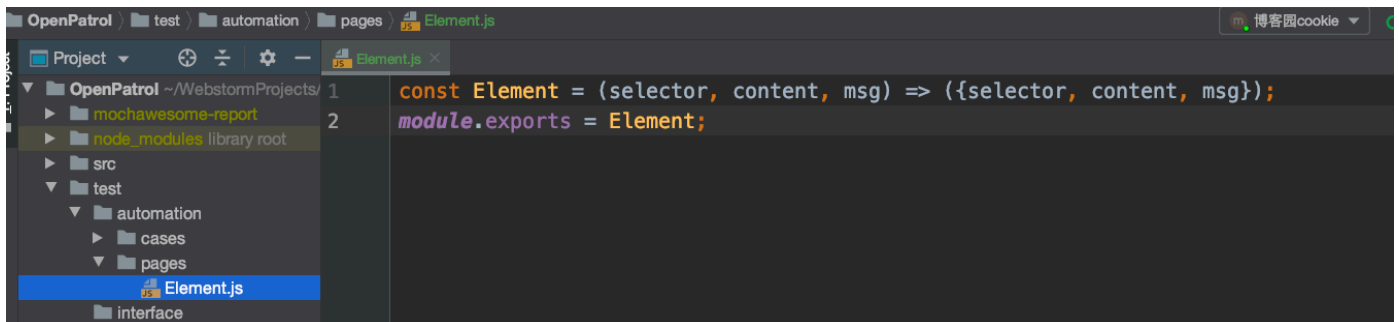 OpenPatrol test automation pages Element.js 博客园cookie
Project Element.js
OpenPatrol ~/WebstormProjects/
mochawesome-report
node_modules library root
src
test
automation
cases
pages
Element.js
interface
1 const Element = (selector, content, msg) => ({selector, content, msg});
2 module.exports = Element;